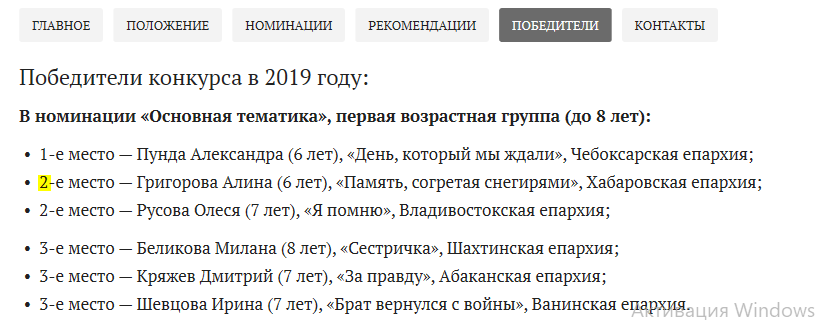 ГЛАВНОЕ ПОЛОЖЕНИЕ НОМИНАЦИИ РЕКОМЕНДАЦИИ ПОБЕДИТЕЛИ КОНТАКТЫ
Победители конкурса в 2019 году:
В номинации «Основная тематика», первая возрастная группа (до 8 лет):
• 1-е место — Пунда Александра (6 лет), «День, который мы ждали», Чебоксарская епархия;
• 2-е место — Григорова Алина (6 лет), «Память, согретая снегирями», Хабаровская епархия;
• 2-е место — Русова Олеся (7 лет), «Я помню», Владивостокская епархия;
• 3-е место — Беликова Милана (8 лет), «Сестричка», Шахтинская епархия;
• 3-е место — Кряжев Дмитрий (7 лет), «За правду», Абаканская епархия;
• 3-е место — Шевцова Ирина (7 лет), «Брат вернулся с войны», Ванинская епархия.
Активация Windows